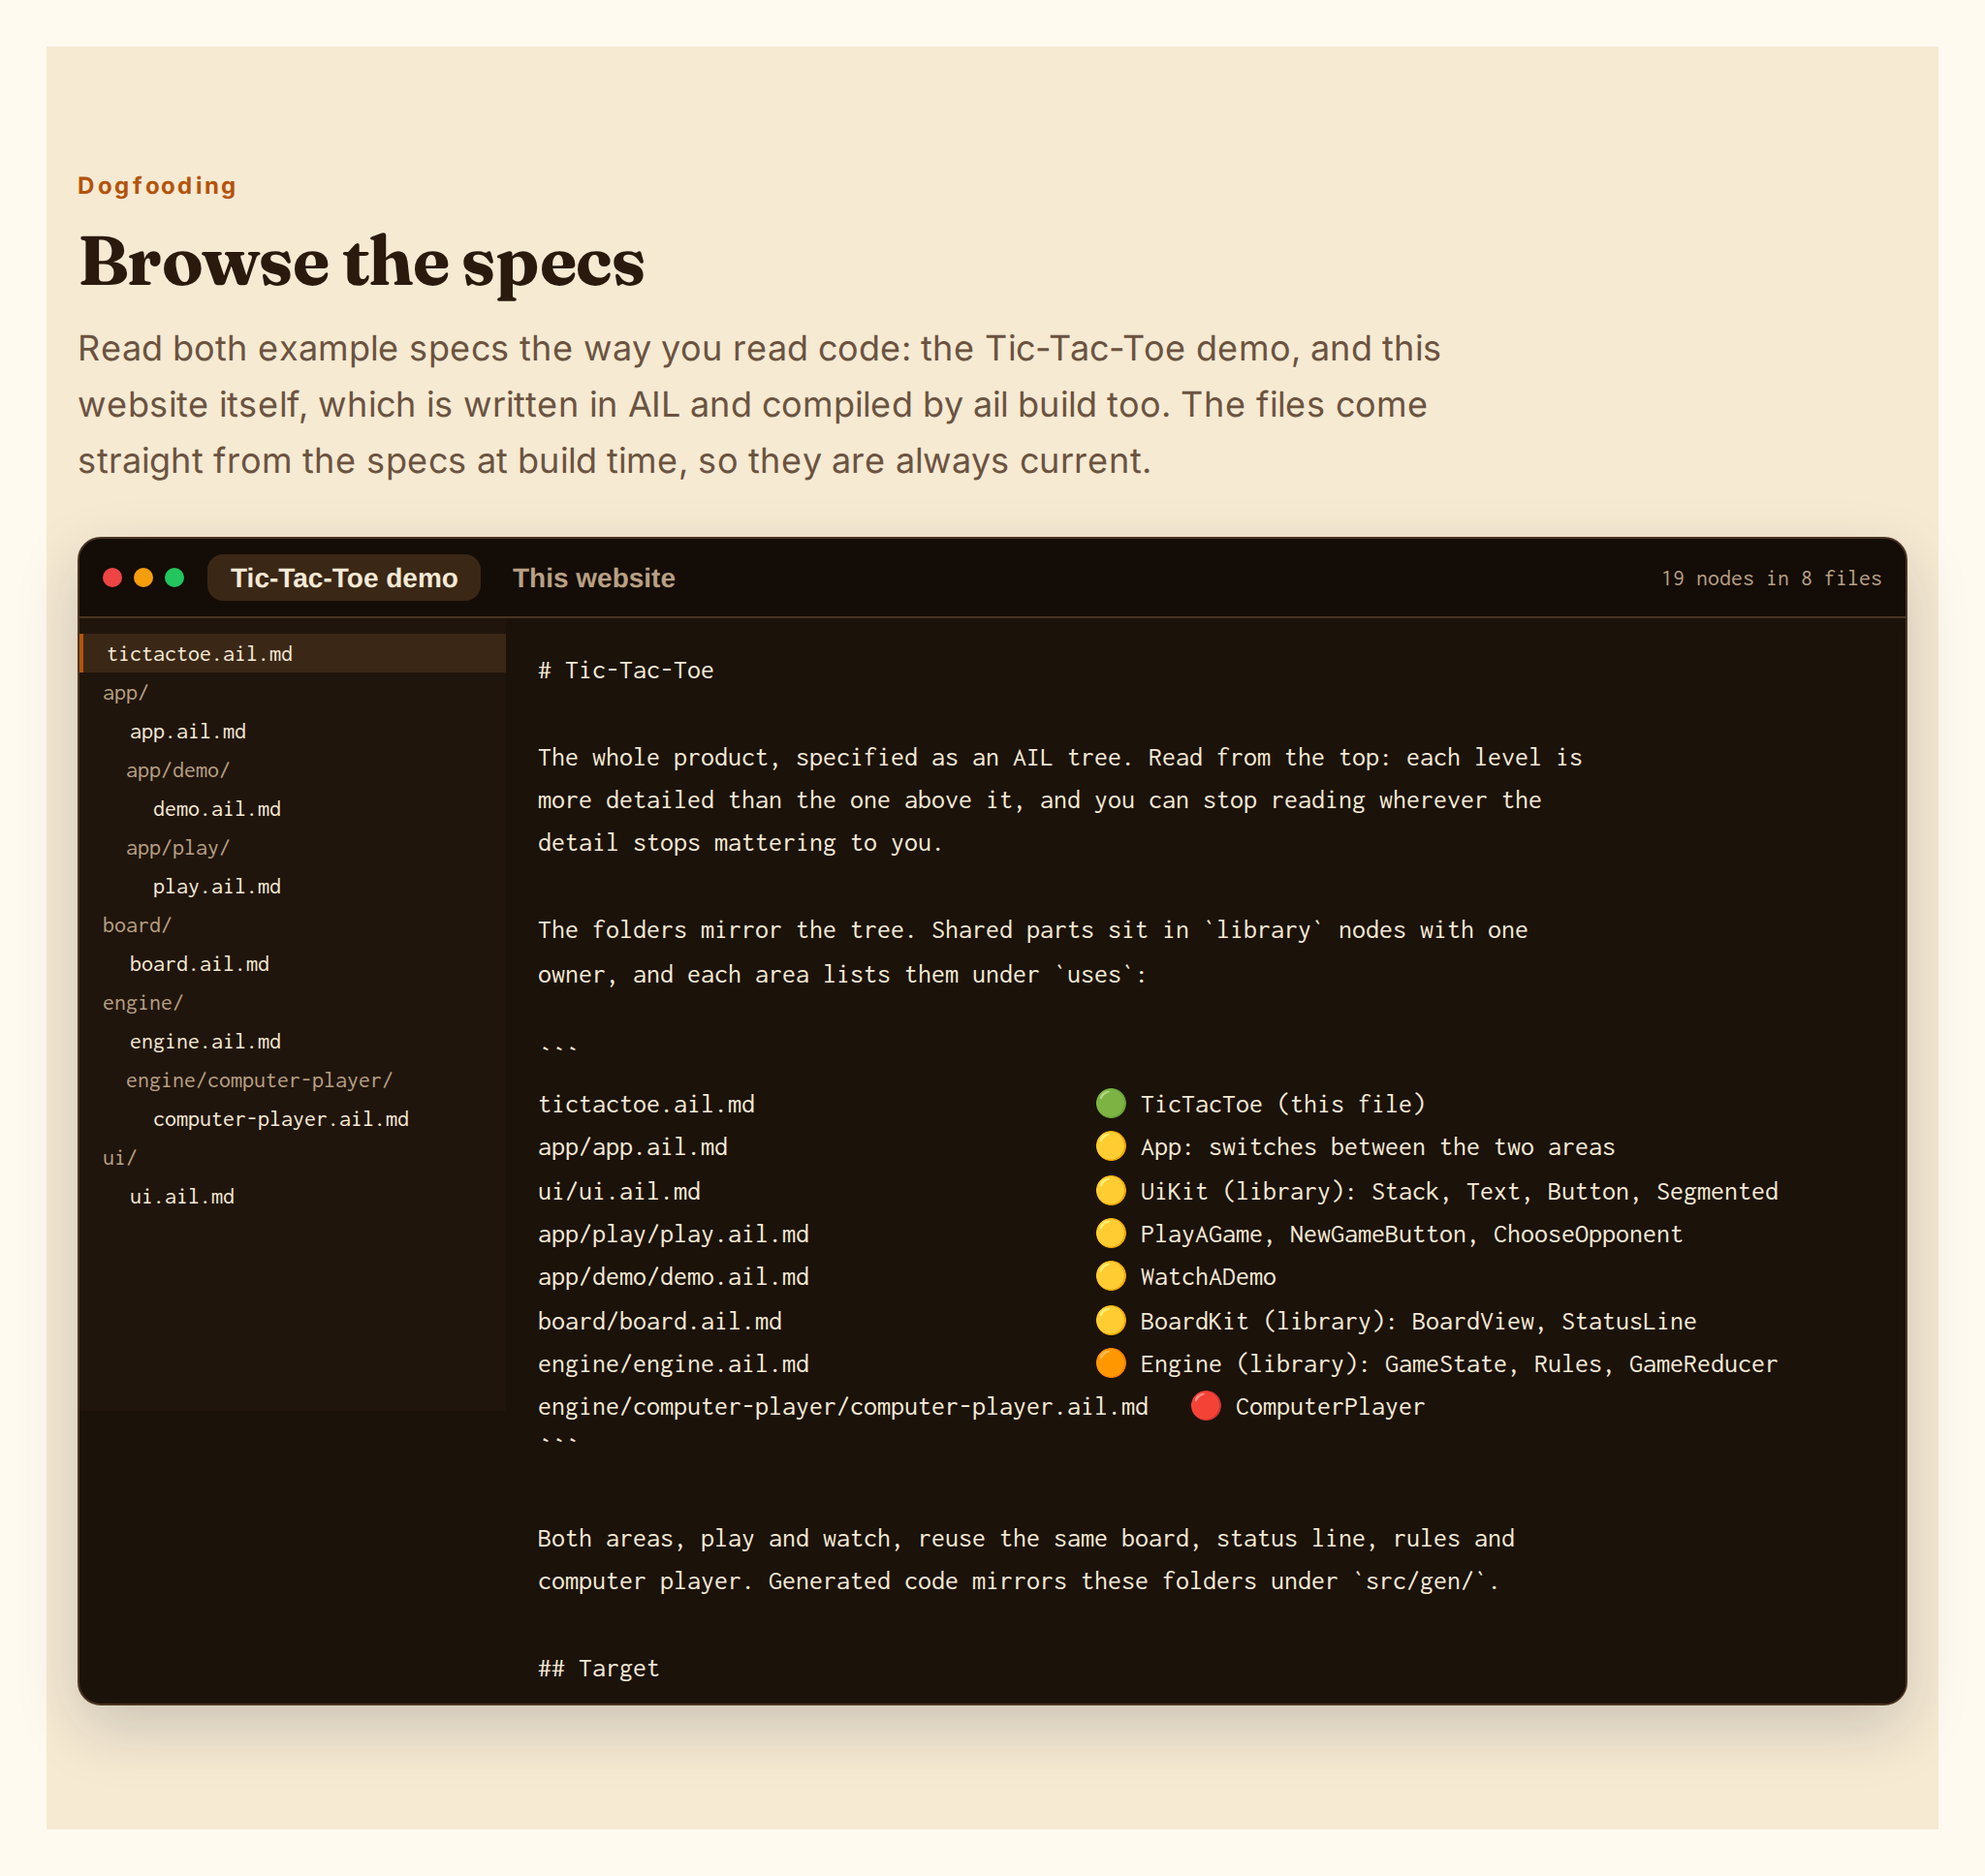 Dogfooding
Browse the specs
Read both example specs the way you read code: the Tic-Tac-Toe demo, and this
website itself, which is written in AIL and compiled by ail build too. The files come
straight from the specs at build time, so they are always current.
Tic-Tac-Toe demo This website 19 nodes in 8 files
tictactoe.ail.md
app/
app.ail.md
app/demo/
demo.ail.md
app/play/
play.ail.md
board/
board.ail.md
engine/
engine.ail.md
engine/computer-player/
computer-player.ail.md
ui/
ui.ail.md
# Tic-Tac-Toe
The whole product, specified as an AIL tree. Read from the top: each level is
more detailed than the one above it, and you can stop reading wherever the
detail stops mattering to you.
The folders mirror the tree. Shared parts sit in `library` nodes with one
owner, and each area lists them under `uses`:
```
tictactoe.ail.md 🟢 TicTacToe (this file)
app/app.ail.md 🟡 App: switches between the two areas
ui/ui.ail.md 🟡 UiKit (library): Stack, Text, Button, Segmented
app/play/play.ail.md 🟡 PlayAGame, NewGameButton, ChooseOpponent
app/demo/demo.ail.md 🟡 WatchADemo
board/board.ail.md 🟡 BoardKit (library): BoardView, StatusLine
engine/engine.ail.md 🟠 Engine (library): GameState, Rules, GameReducer
engine/computer-player/computer-player.ail.md 🔴 ComputerPlayer
```
Both areas, play and watch, reuse the same board, status line, rules and
computer player. Generated code mirrors these folders under `src/gen/`.
## Target